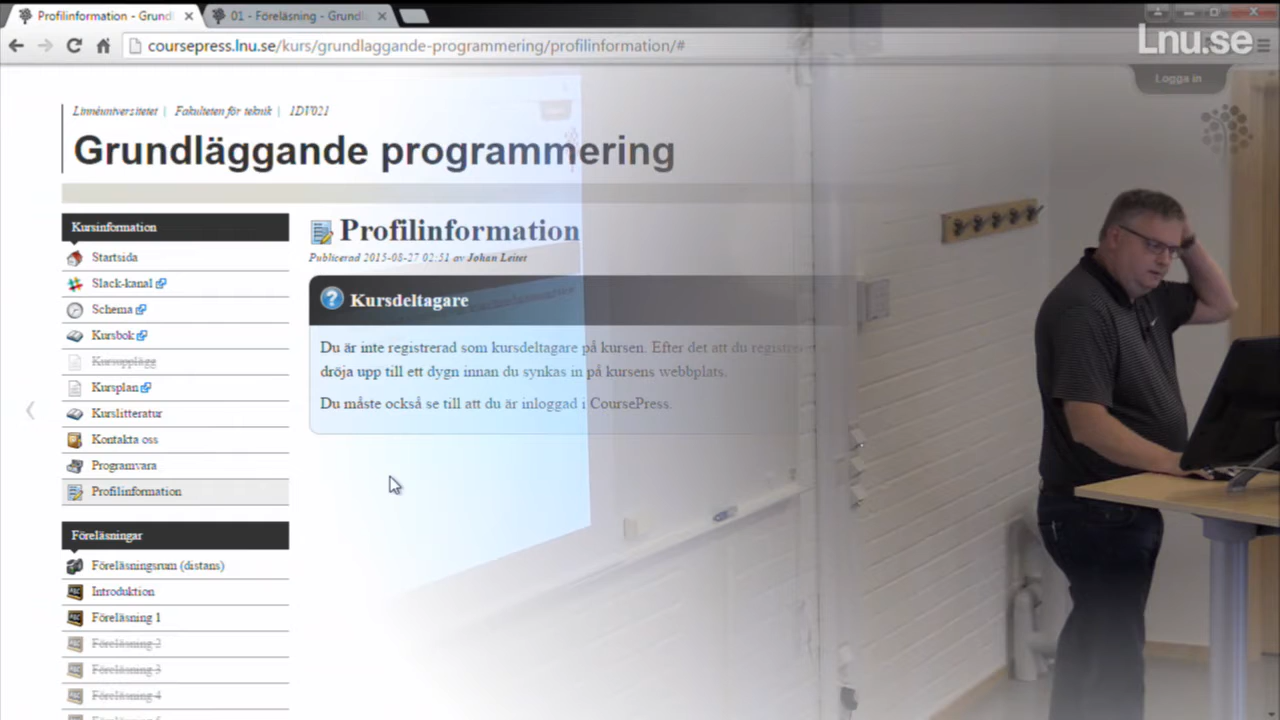 Profilinformation - Grund
01 - Föreläsning - Grundl
coursepress.lnu.se/kurs/grundlaggande-programmering/profilinformation/#
Lnu.se
Logga in
Linnéuniversitetet | Fakulteten för teknik | 1DV021
Grundläggande programmering
Kursinformation
Startsida
Slack-kanal
Schema
Kursbok
Kursupplägg
Kursplan
Kurslitteratur
Kontakta oss
Programvara
Profilinformation
Föreläsningar
Föreläsningsrum (distans)
Introduktion
Föreläsning 1
Föreläsning 2
Föreläsning 3
Föreläsning 4
Profilinformation
Publicerad 2015-08-27 02:51 av Johan Leitet
Kursdeltagare
Du är inte registrerad som kursdeltagare på kursen. Efter det att du registre
dröja upp till ett dygn innan du synkas in på kursens webbplats.
Du måste också se till att du är inloggad i CoursePress.